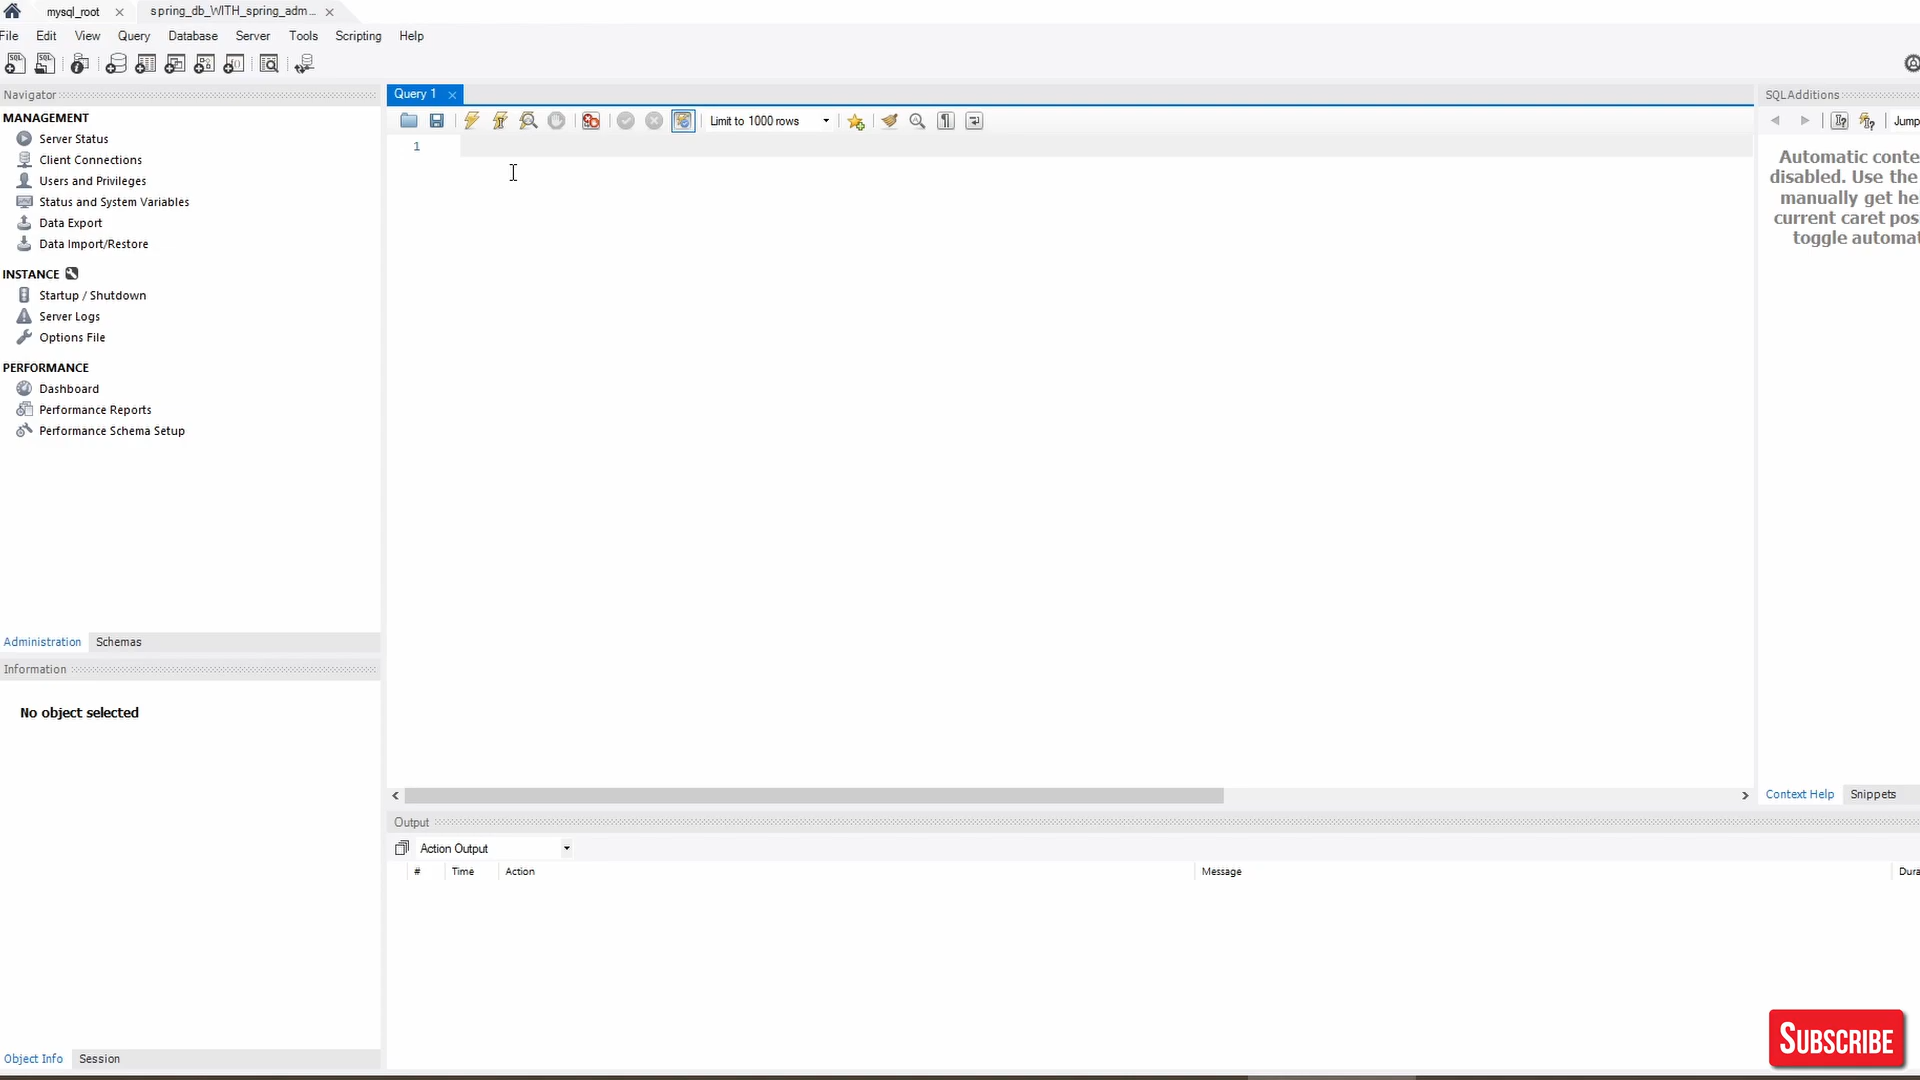 mysql_root
spring_db_WITH_spring_adm...
File Edit View Query Database Server Tools Scripting Help
Navigator
MANAGEMENT
Server Status
Client Connections
Users and Privileges
Status and System Variables
Data Export
Data Import/Restore
INSTANCE
Startup / Shutdown
Server Logs
Options File
PERFORMANCE
Dashboard
Performance Reports
Performance Schema Setup
Administration Schemas
Information
No object selected
Object Info Session
Query 1
Limit to 1000 rows
1
Output
Action Output
# Time Action Message Dura
SQLAdditions
Jump
Automatic conte
disabled. Use the
manually get he
current caret pos
toggle automat
Context Help Snippets
SUBSCRIBE